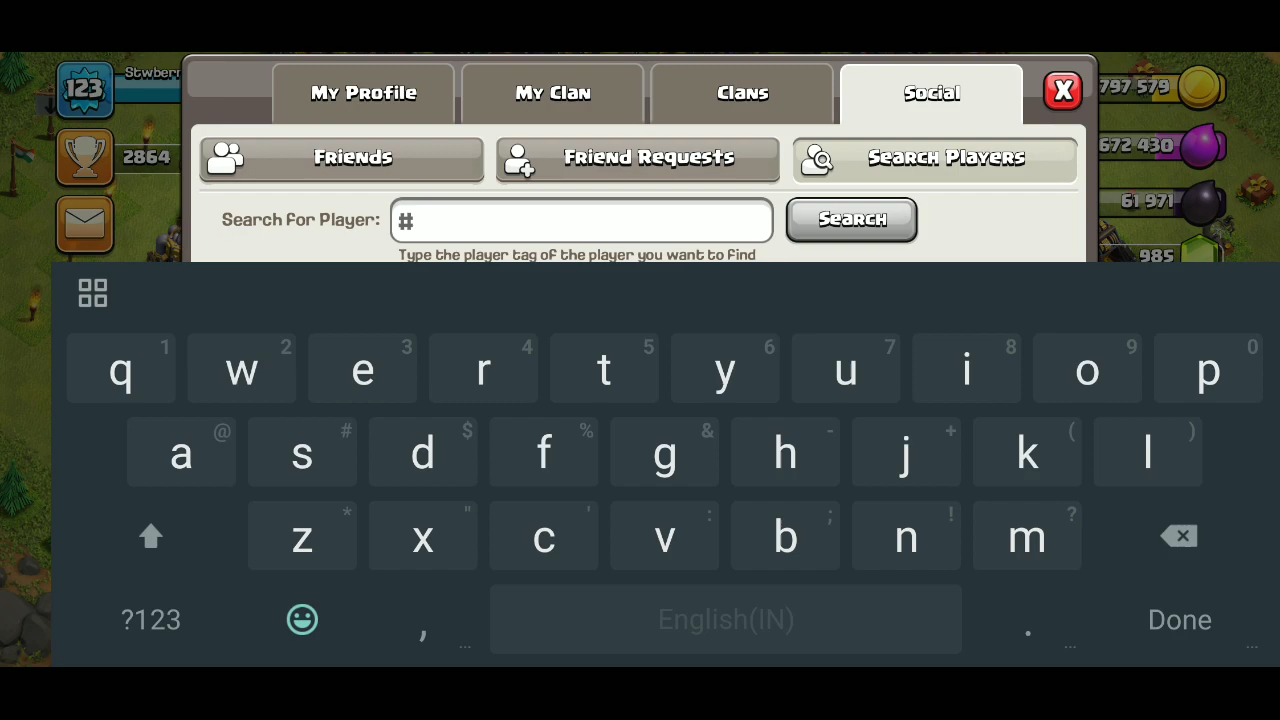 123 Stwberr
My Profile My Clan Clans Social X
797 579
2864
Friends Friend Requests Search Players
672 430
61 971
Search for Player: # Search
Type the player tag of the player you want to find
985
q 1 w 2 e 3 r 4 t 5 y 6 u 7 i 8 o 9 p 0
a @ s # d $ f % g & h - j + k ( l )
z * x " c ' v : b ; n ! m ?
?123 , ... English(IN) . ... Done ...